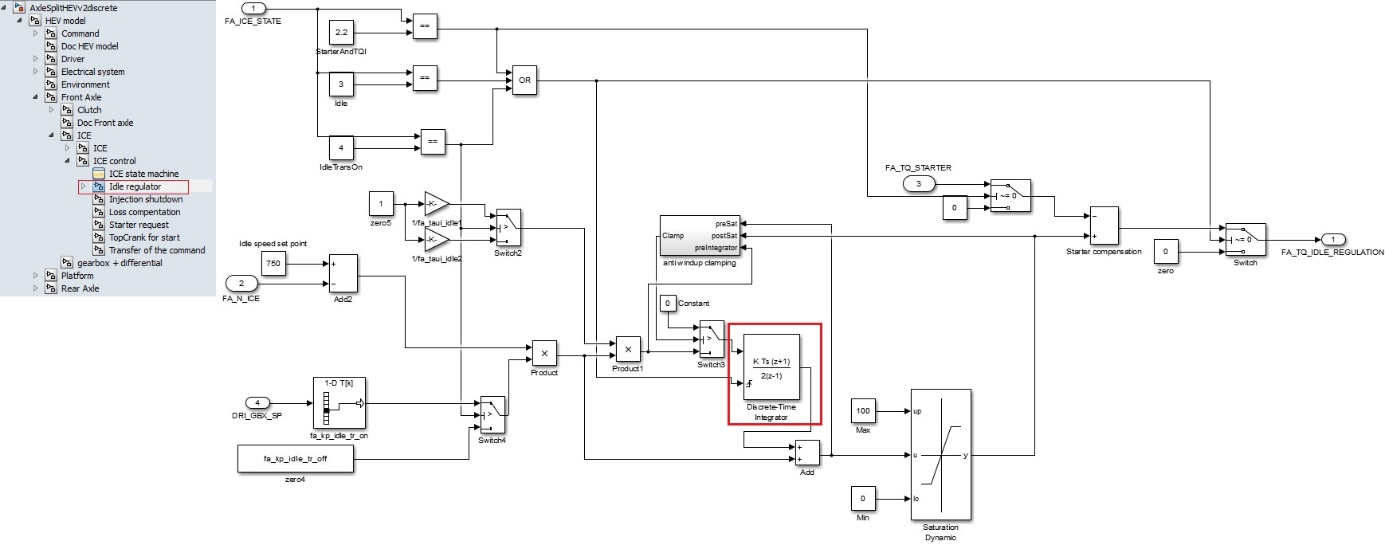 AxleSplitHEVv2discrete
HEV model
Command
Doc HEV model
Driver
Electrical system
Environment
Front Axle
Clutch
Doc Front axle
ICE
ICE
ICE control
ICE state machine
Idle regulator
Injection shutdown
Loss compentation
Starter request
TopCrank for start
Transfer of the command
gearbox + differential
Platform
Rear Axle
1
FA_ICE_STATE
2.2
StarterAndTQI
==
3
Idle
==
OR
4
IdleTransOn
==
1
zero5
-K-
1/fa_taui_idle1
-K-
1/fa_taui_idle2
>
Switch2
Idle speed set point
750
+
−
Add2
2
FA_N_ICE
×
Product
×
Product1
4
DRI_GBX_SP
1-D T[k]
fa_kp_idle_tr_on
fa_kp_idle_tr_off
zero4
>
Switch4
Clamp
preSat
postSat
preIntegrator
anti windup clamping
0
Constant
>
Switch3
K Ts (z+1)
2(z-1)
Discrete-Time
Integrator
+
+
Add
100
Max
0
Min
up
u
lo
y
Saturation
Dynamic
FA_TQ_STARTER
3
0
~= 0
−
+
Starter compensation
0
zero
~= 0
Switch
1
FA_TQ_IDLE_REGULATION